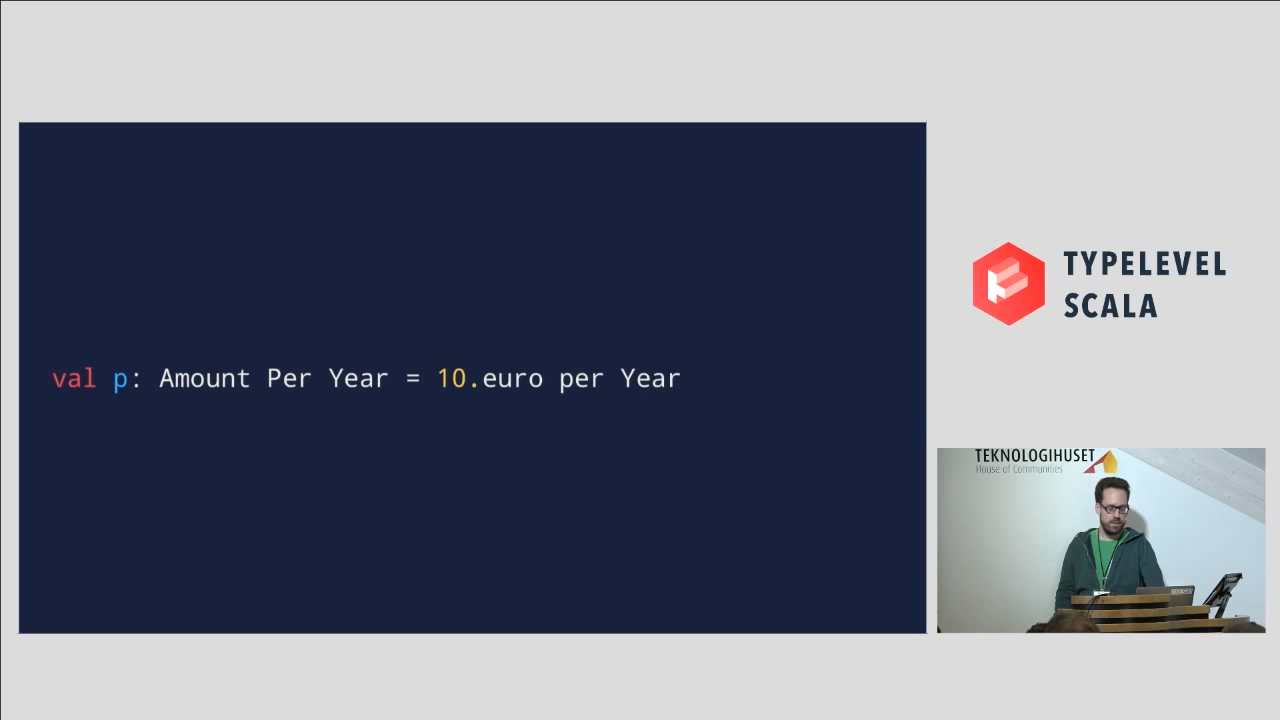 val p: Amount Per Year = 10.euro per Year
TYPELEVEL
SCALA
TEKNOLOGIHUSET
House of Communities